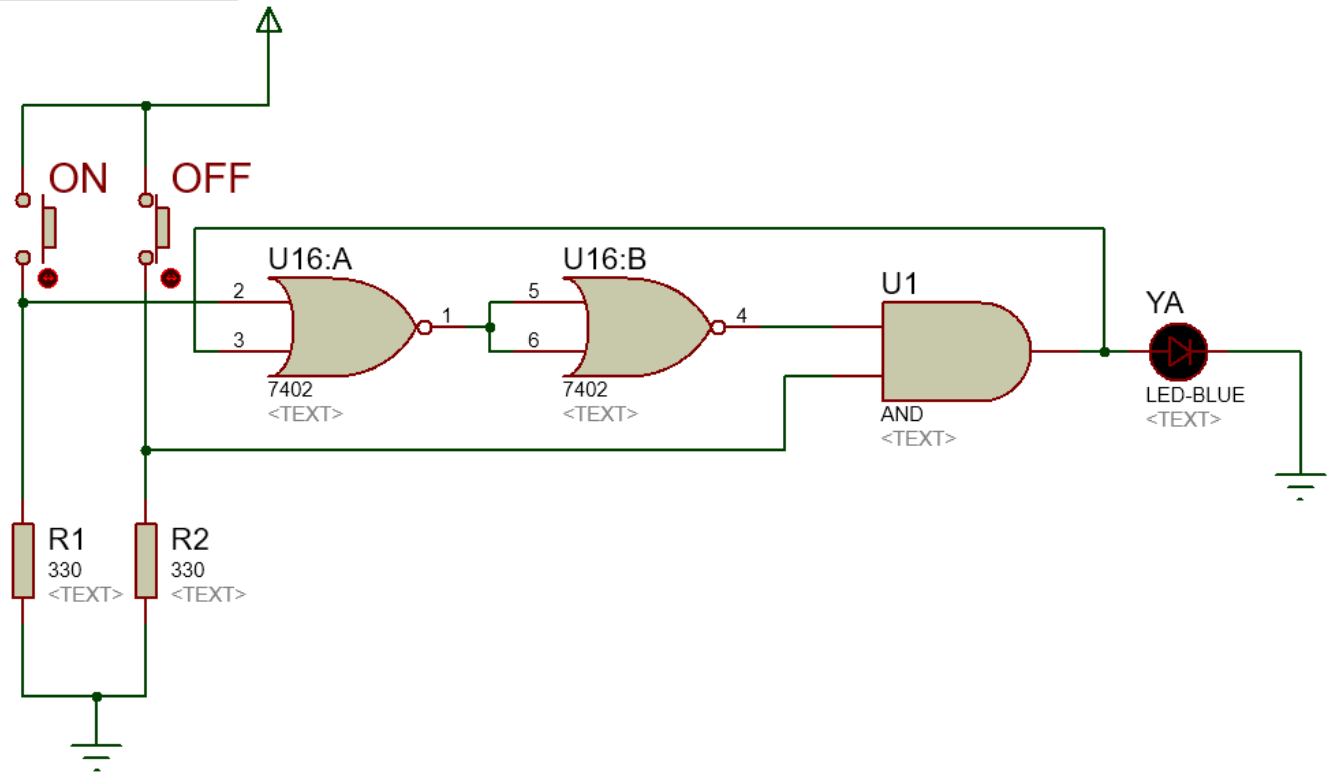 ON OFF
U16:A
2
3
1
7402
<TEXT>
U16:B
5
6
4
7402
<TEXT>
U1
AND
<TEXT>
YA
LED-BLUE
<TEXT>
R1
330
<TEXT>
R2
330
<TEXT>